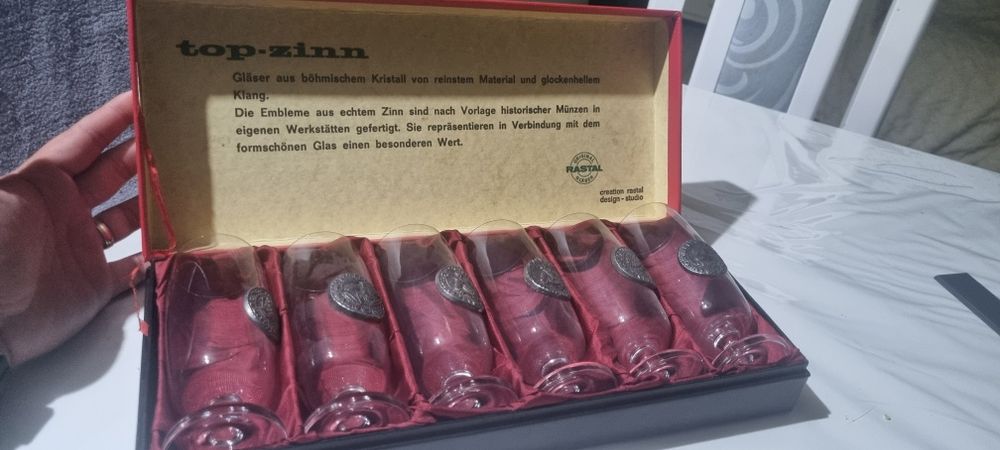 top-zinn
Gläser aus böhmischem Kristall von reinstem Material und glockenhellem
Klang.
Die Embleme aus echtem Zinn sind nach Vorlage historischer Münzen in
eigenen Werkstätten gefertigt. Sie repräsentieren in Verbindung mit dem
formschönen Glas einen besonderen Wert.
ORIGINAL
RASTAL
creation rastal
design-studio